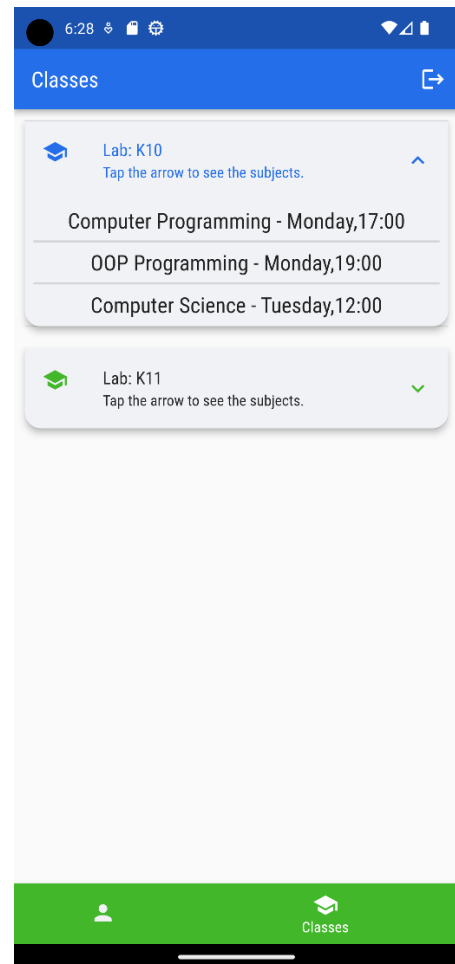 6:28
Classes
Lab: K10
Tap the arrow to see the subjects.
Computer Programming - Monday,17:00
OOP Programming - Monday,19:00
Computer Science - Tuesday,12:00
Lab: K11
Tap the arrow to see the subjects.
Classes